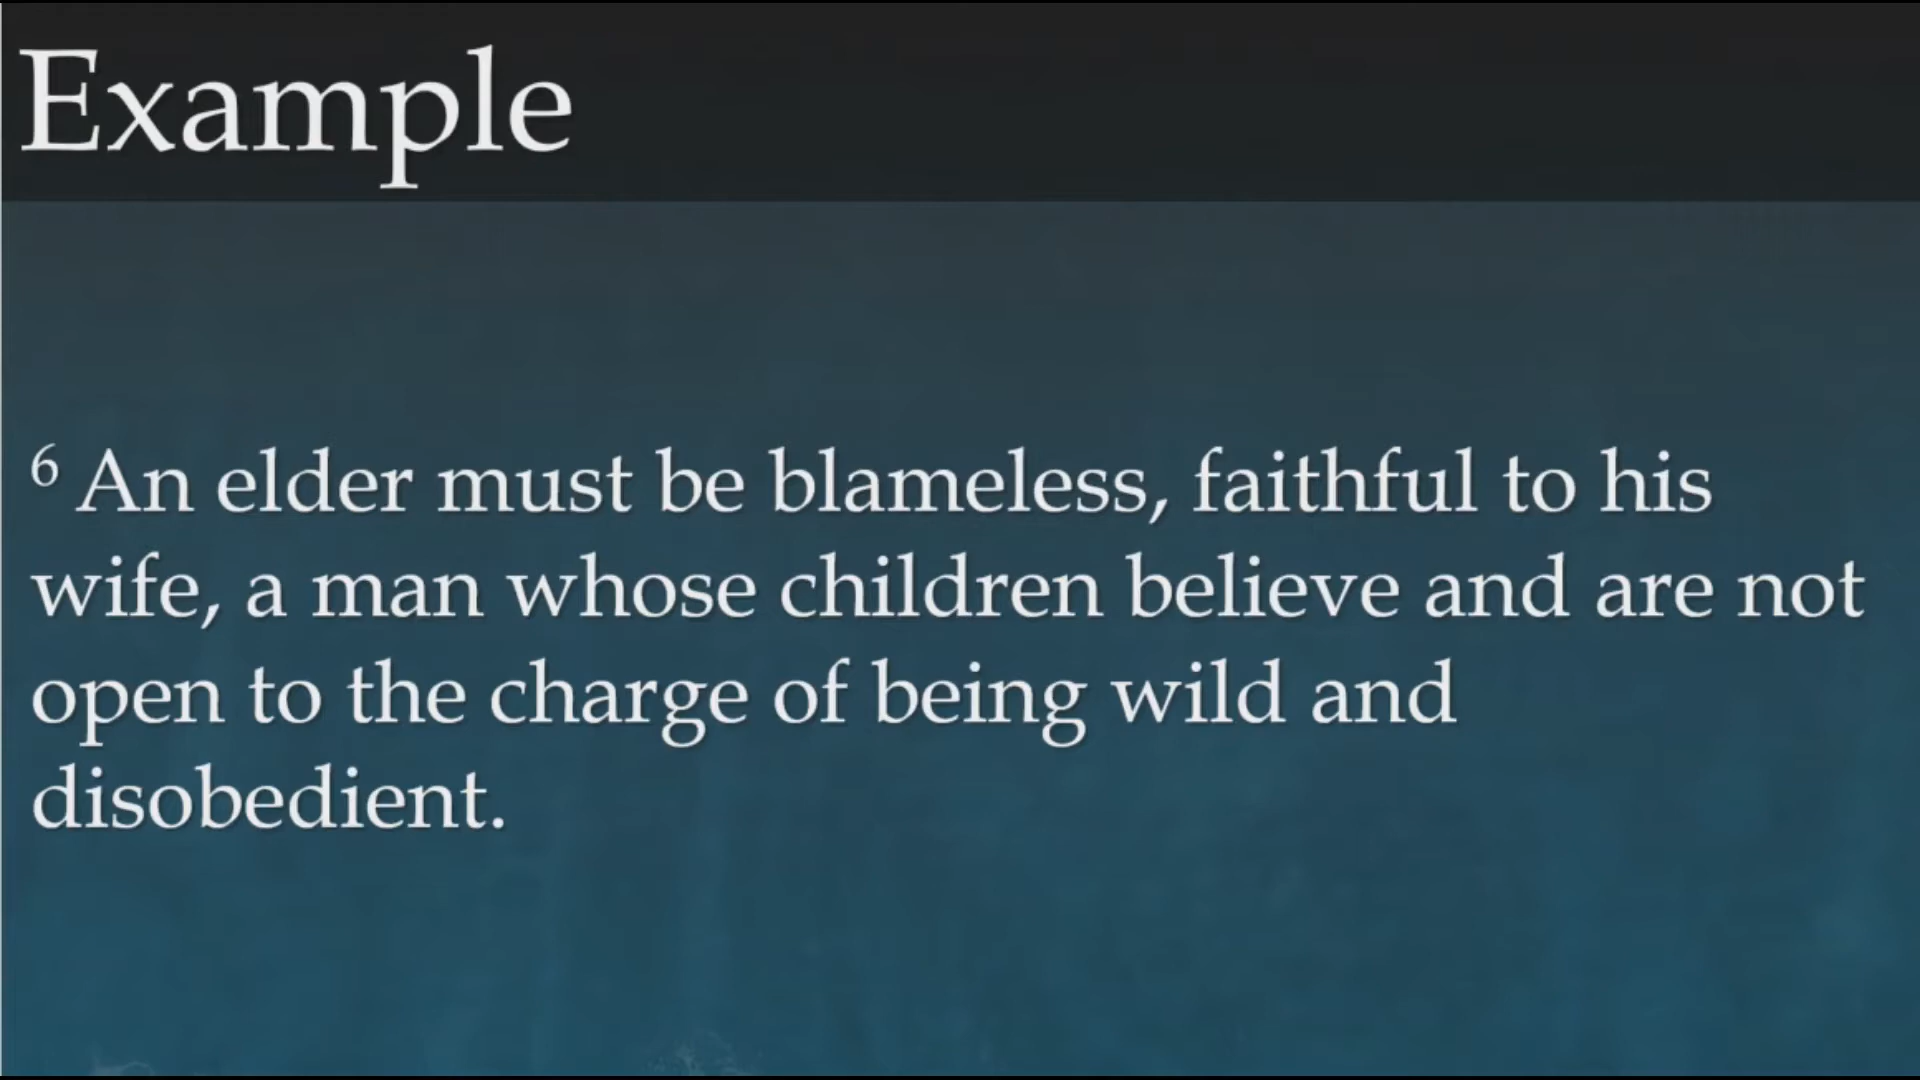 Example
6 An elder must be blameless, faithful to his
wife, a man whose children believe and are not
open to the charge of being wild and
disobedient.